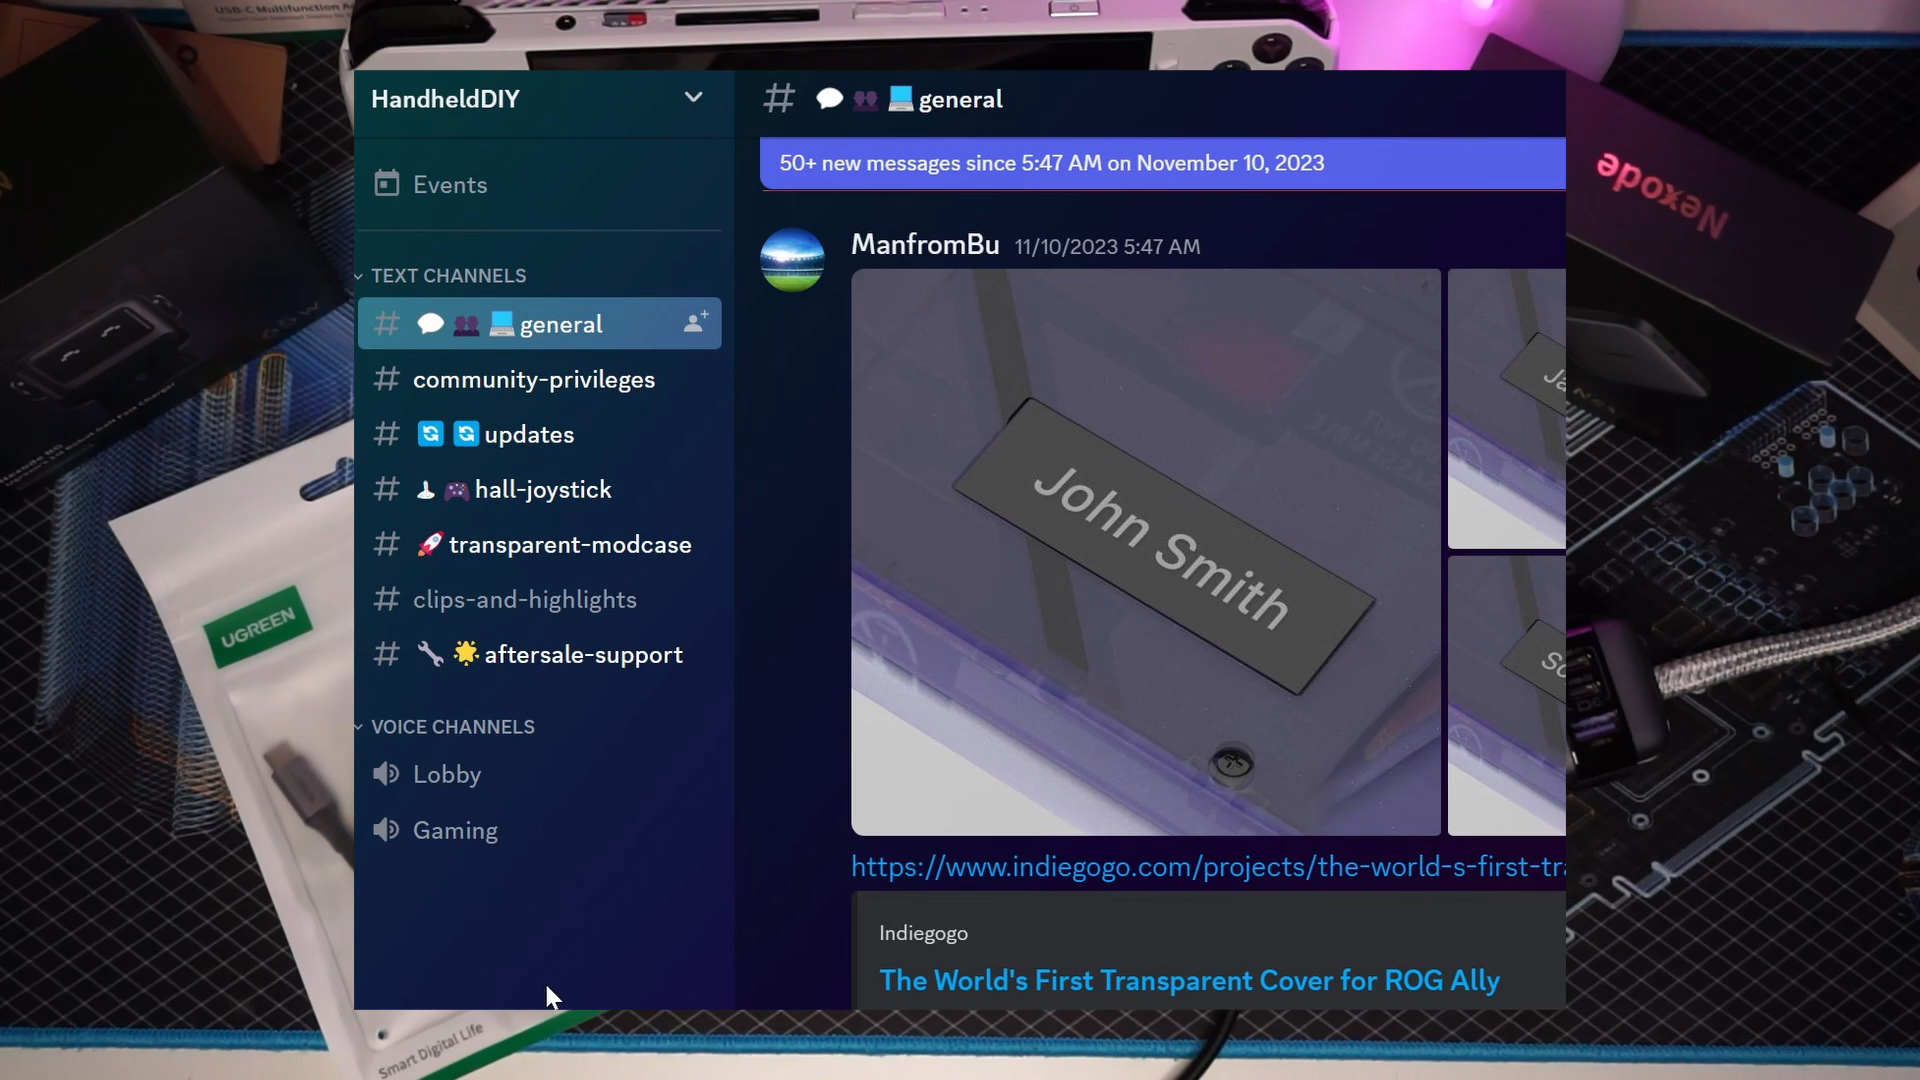 USB-C Multifunction
HandheldDIY
# general
50+ new messages since 5:47 AM on November 10, 2023
Events
ManfromBu 11/10/2023 5:47 AM
TEXT CHANNELS
# general
# community-privileges
# updates
# hall-joystick
# transparent-modcase
# clips-and-highlights
# aftersale-support
VOICE CHANNELS
Lobby
Gaming
John Smith
https://www.indiegogo.com/projects/the-world-s-first-tr
Indiegogo
The World's First Transparent Cover for ROG Ally
Nexode
UGREEN
Smart Digital Life